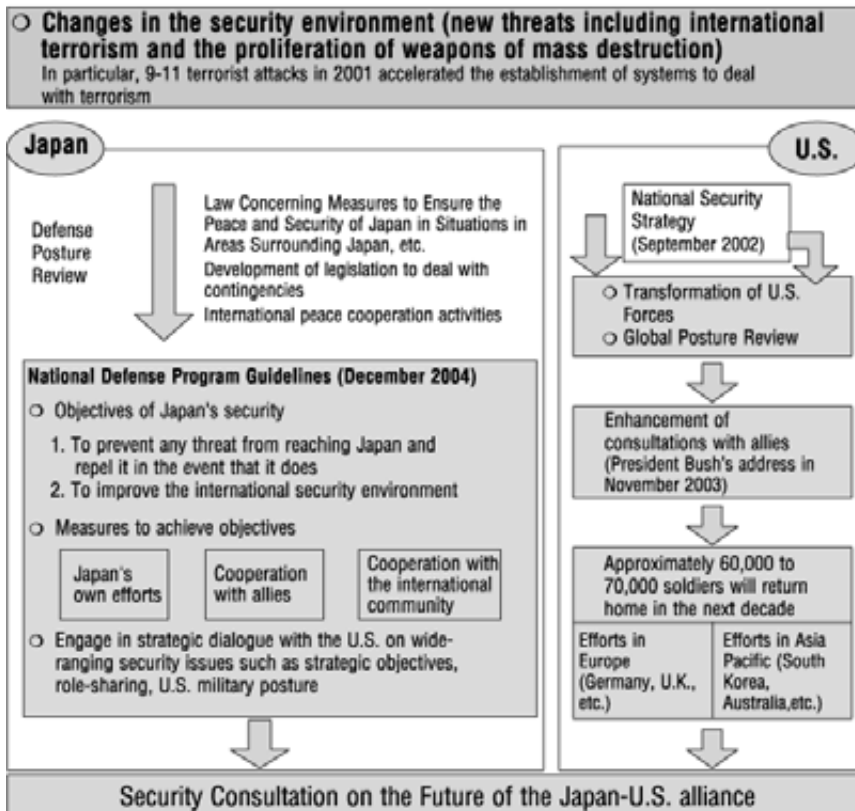 ❍ Changes in the security environment (new threats including international
terrorism and the proliferation of weapons of mass destruction)
In particular, 9-11 terrorist attacks in 2001 accelerated the establishment of systems to deal
with terrorism
Japan
Defense
Posture
Review
Law Concerning Measures to Ensure the
Peace and Security of Japan in Situations in
Areas Surrounding Japan, etc.
Development of legislation to deal with
contingencies
International peace cooperation activities
National Defense Program Guidelines (December 2004)
❍ Objectives of Japan's security
1. To prevent any threat from reaching Japan and
repel it in the event that it does
2. To improve the international security environment
❍ Measures to achieve objectives
Japan's
own efforts
Cooperation
with allies
Cooperation with
the international
community
❍ Engage in strategic dialogue with the U.S. on wide-
ranging security issues such as strategic objectives,
role-sharing, U.S. military posture
U.S.
National Security
Strategy
(September 2002)
❍ Transformation of U.S.
Forces
❍ Global Posture Review
Enhancement of
consultations with allies
(President Bush's address in
November 2003)
Approximately 60,000 to
70,000 soldiers will return
home in the next decade
Efforts in
Europe
(Germany, U.K.,
etc.)
Efforts in Asia
Pacific (South
Korea,
Australia,etc.)
Security Consultation on the Future of the Japan-U.S. alliance